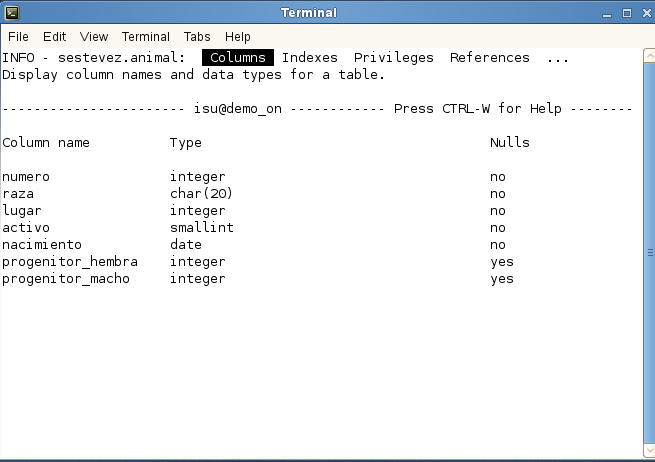 Terminal
File Edit View Terminal Tabs Help
INFO - sestevez.animal: Columns Indexes Privileges References ...
Display column names and data types for a table.
----------------------- isu@demo_on ------------ Press CTRL-W for Help --------
Column name Type Nulls
numero integer no
raza char(20) no
lugar integer no
activo smallint no
nacimiento date no
progenitor_hembra integer yes
progenitor_macho integer yes